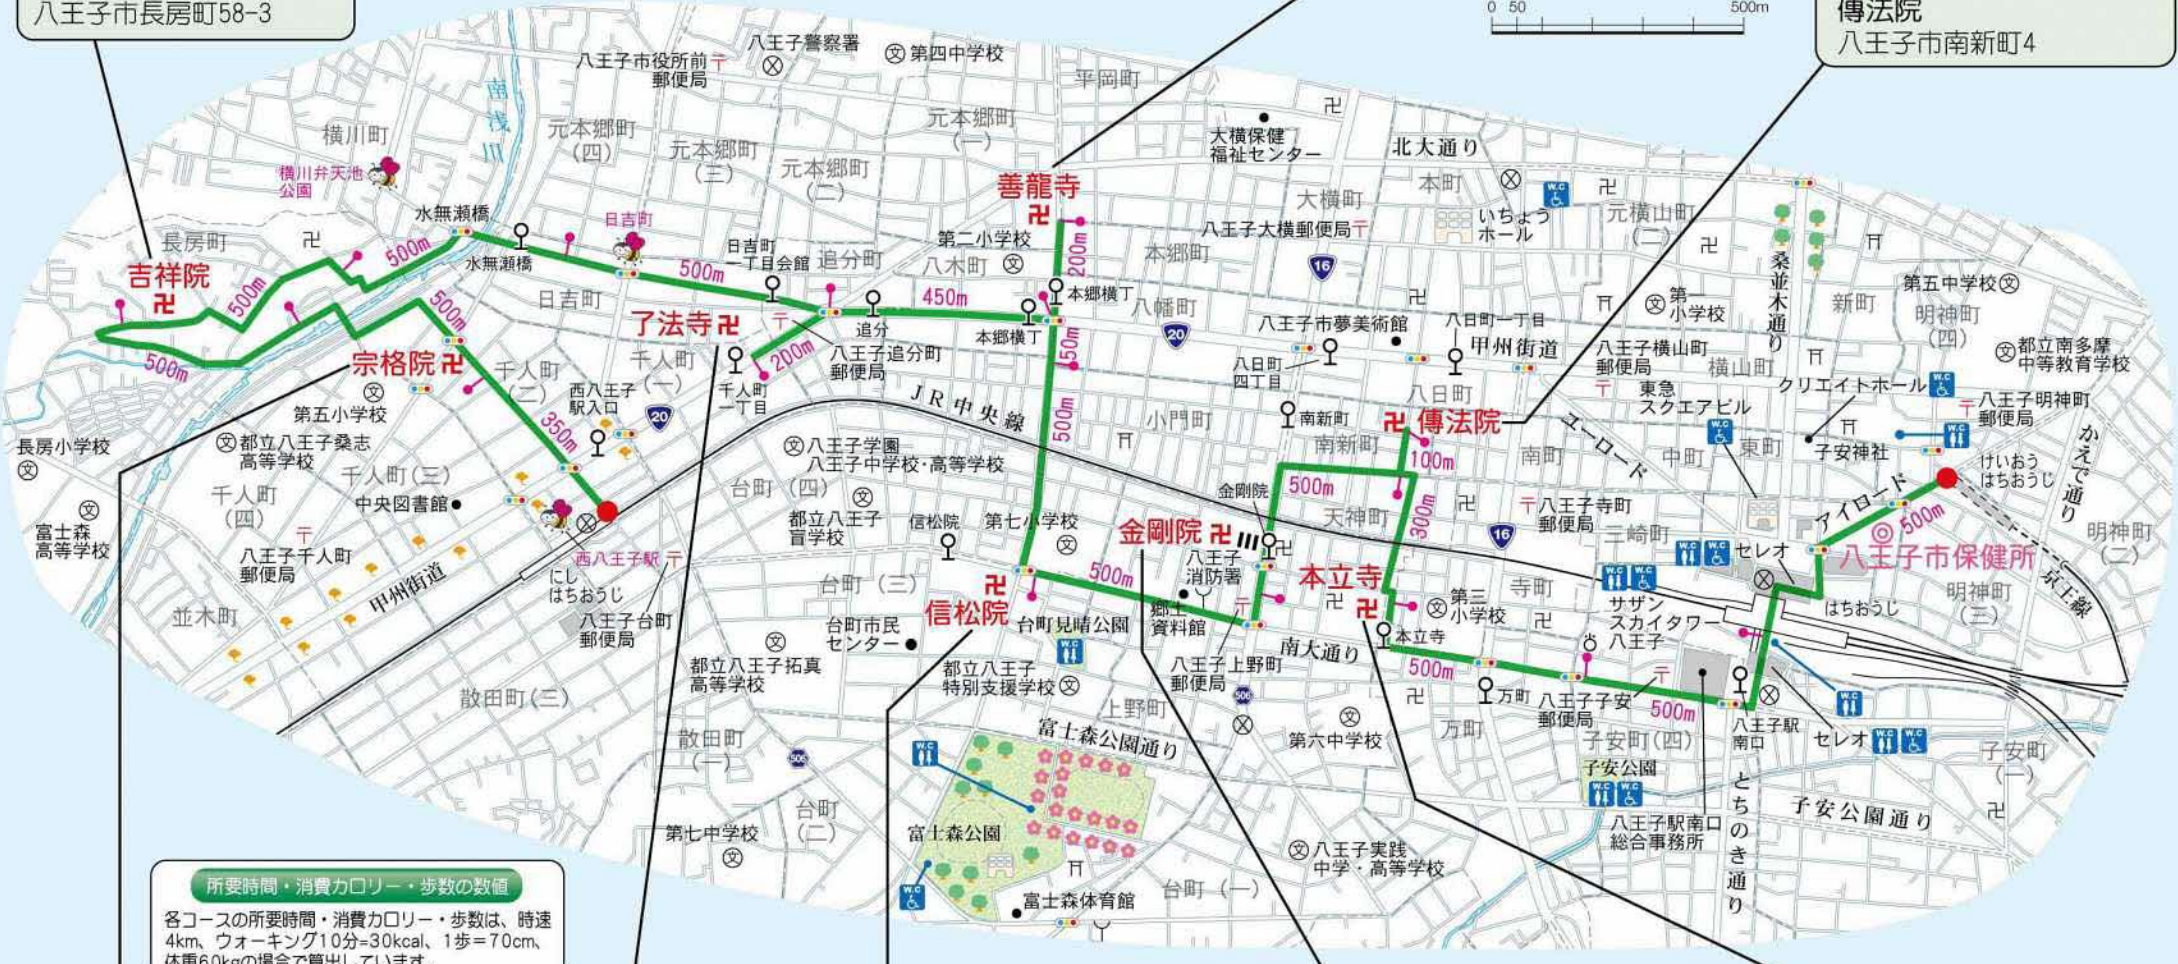 八王子市長房町58-3
0 50 500m
傳法院
八王子市南新町4
八王子市役所前
郵便局
八王子警察署
第四中学校
平岡町
南浅川
横川町
元本郷町
(四)
元本郷町
(三)
元本郷町
(二)
元本郷町
(一)
大横保健
福祉センター
北大通り
横川弁天池
公園
善龍寺
大横町
本町
W.C
いちょう
ホール
元横山町
(二)
水無瀬橋
日吉町
長房町
500m
水無瀬橋
日吉町
一丁目会館
追分町
第二小学校
八木町
200m
本郷町
八王子大横郵便局
16
桑並木通り
吉祥院
500m
500m
日吉町
500m
450m
本郷横丁
八幡町
第一
小学校
新町
第五中学校
明神町
(四)
500m
了法寺
追分
本郷横丁
20
八王子市夢美術館
八日町一丁目
甲州街道
八王子横山町
郵便局
横山町
都立南多摩
中等教育学校
500m
宗格院
千人町
(二)
千人町
(一)
200m
八王子追分町
郵便局
150m
八日町
四丁目
八日町
東急
スクエアビル
クリエイトホール
W.C
第五小学校
西八王子
駅入口
20
千人町
一丁目
JR中央線
小門町
南新町
傳法院
ユーロード
八王子明神町
郵便局
長房小学校
都立八王子桑志
高等学校
350m
八王子学園
八王子中学校・高等学校
500m
南新町
100m
南町
中町
W.C
東町
子安神社
W.C
かえで通り
千人町(三)
千人町
(四)
中央図書館
台町(四)
500m
金剛院
天神町
300m
八王子寺町
郵便局
16
アイロード
500m
けいおう
はちおうじ
富士森
高等学校
八王子千人町
郵便局
都立八王子
盲学校
信松院
第七小学校
金剛院
三崎町
W.C
W.C
セレオ
八王子市保健所
明神町
(二)
西八王子駅
にし
はちおうじ
甲州街道
並木町
八王子台町
郵便局
台町(三)
500m
八王子
消防署
本立寺
第三
小学校
寺町
W.C
W.C
サザン
スカイタワー
八王子
はちおうじ
明神町
(三)
京王線
信松院
台町市民
センター
台町見晴公園
W.C
郷土
資料館
本立寺
都立八王子拓真
高等学校
都立八王子
特別支援学校
八王子上野町
郵便局
南大通り
500m
万町
八王子子安
郵便局
500m
W.C
散田町(三)
上野町
506
八王子駅
南口
セレオ
W.C
W.C
散田町
(一)
506
富士森公園通り
第六中学校
万町
子安町(四)
子安公園
W.C
W.C
子安町
(一)
W.C
とちのき通り
子安公園通り
第七中学校
台町
(二)
富士森公園
W.C
八王子実践
中学・高等学校
八王子駅南口
総合事務所
台町(一)
富士森体育館
所要時間・消費カロリー・歩数の数値
各コースの所要時間・消費カロリー・歩数は、時速
4km、ウォーキング10分=30kcal、1歩=70cm、
体重60kgの場合で算出しています。